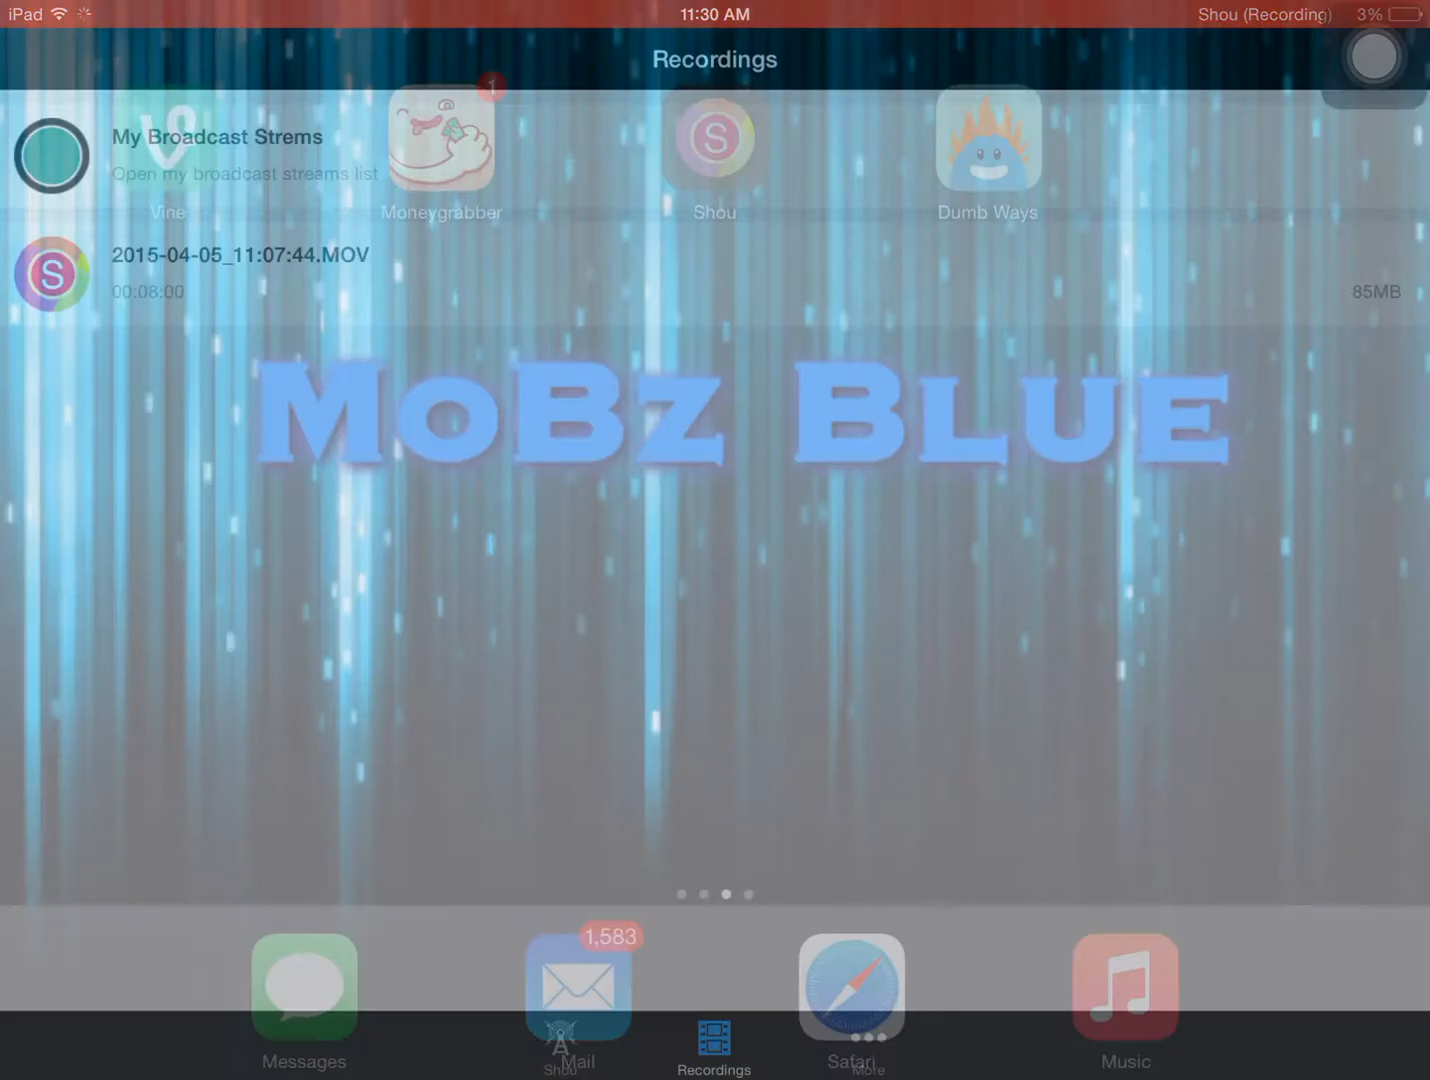 iPad 11:30 AM Shou (Recording) 3%
Recordings
1
My Broadcast Strems
Open my broadcast streams list
Vine Moneygrabber Shou Dumb Ways
S
2015-04-05_11:07:44.MOV
S
00:08:00 85MB
MoBz Blue
1,583
Messages Mail Safari Music
Shou Recordings More